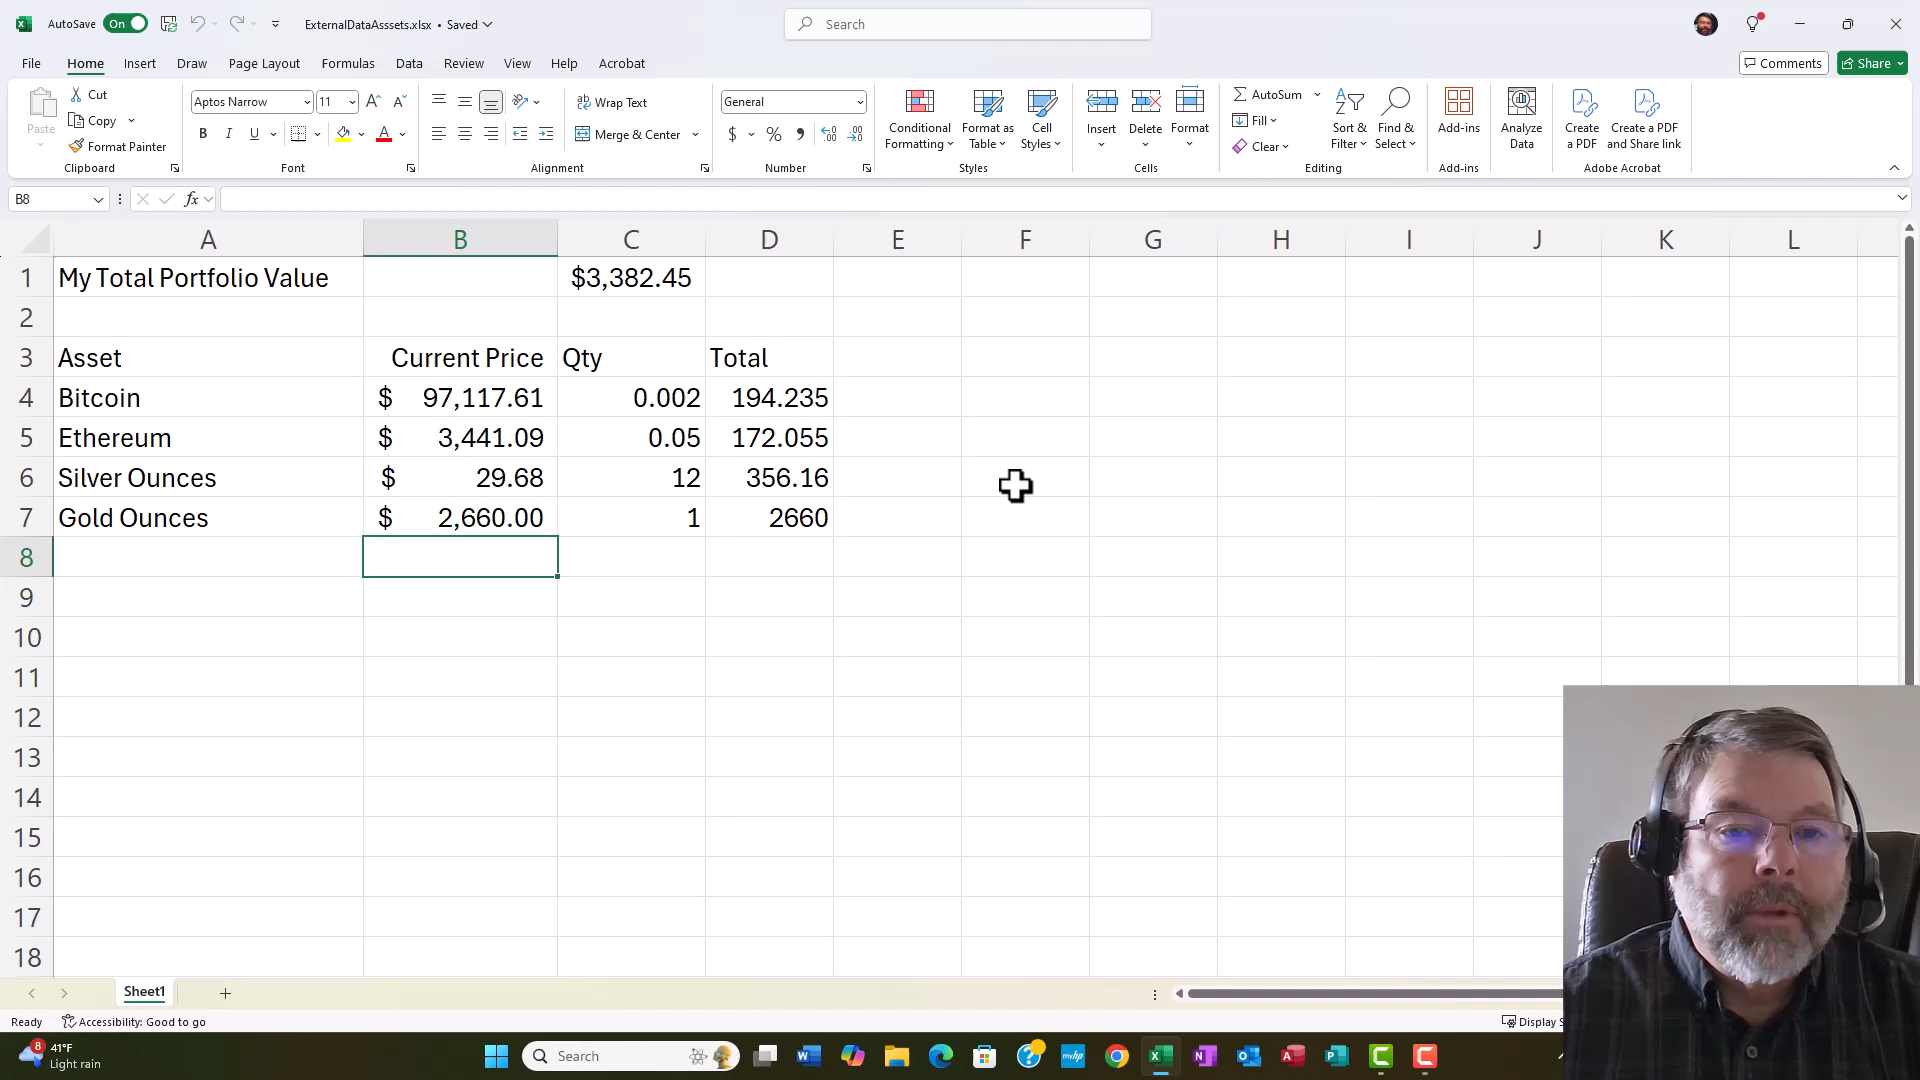 AutoSave On ExternalDataAsssets.xlsx • Saved Search
File Home Insert Draw Page Layout Formulas Data Review View Help Acrobat Comments Share
Paste Cut Copy Format Painter Clipboard
Aptos Narrow 11 B I U A Font
ab Wrap Text Merge & Center Alignment
General $ % Number
Conditional Formatting Format as Table Cell Styles Styles
Insert Delete Format Cells
AutoSum Fill Clear Sort & Filter Find & Select Editing
Add-ins Add-ins
Analyze Data
Create a PDF Create a PDF and Share link Adobe Acrobat
B8 fx
A B C D E F G H I J K L
1 My Total Portfolio Value $3,382.45
2
3 Asset Current Price Qty Total
4 Bitcoin $ 97,117.61 0.002 194.235
5 Ethereum $ 3,441.09 0.05 172.055
6 Silver Ounces $ 29.68 12 356.16
7 Gold Ounces $ 2,660.00 1 2660
8
9
10
11
12
13
14
15
16
17
18
Sheet1
Ready Accessibility: Good to go Display S
8 41°F Search
Light rain